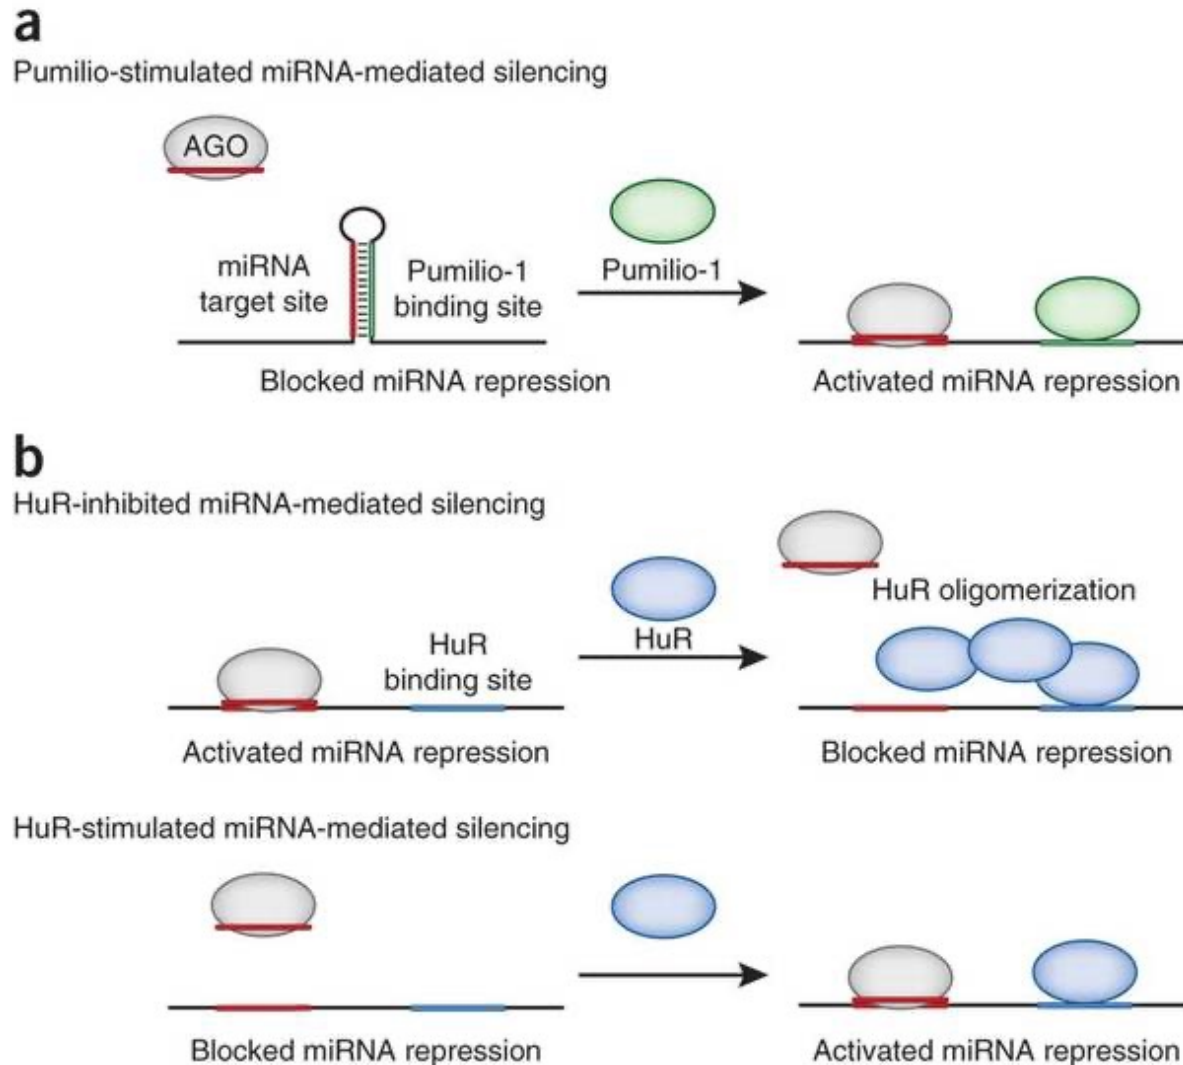 a
Pumilio-stimulated miRNA-mediated silencing
AGO
miRNA
target site
Pumilio-1
binding site
Pumilio-1
Blocked miRNA repression
Activated miRNA repression
b
HuR-inhibited miRNA-mediated silencing
HuR
binding site
HuR
HuR oligomerization
Activated miRNA repression
Blocked miRNA repression
HuR-stimulated miRNA-mediated silencing
Blocked miRNA repression
Activated miRNA repression